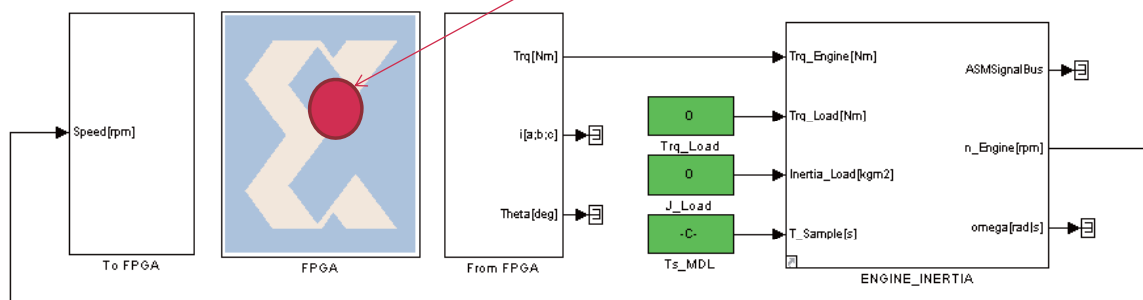 Speed[rpm]
To FPGA
FPGA
Trq[Nm]
i[a;b;c]
Theta[deg]
From FPGA
0
Trq_Load
0
J_Load
-C-
Ts_MDL
Trq_Engine[Nm]
Trq_Load[Nm]
Inertia_Load[kgm2]
T_Sample[s]
ASMSignalBus
n_Engine[rpm]
omega[rad|s]
ENGINE_INERTIA